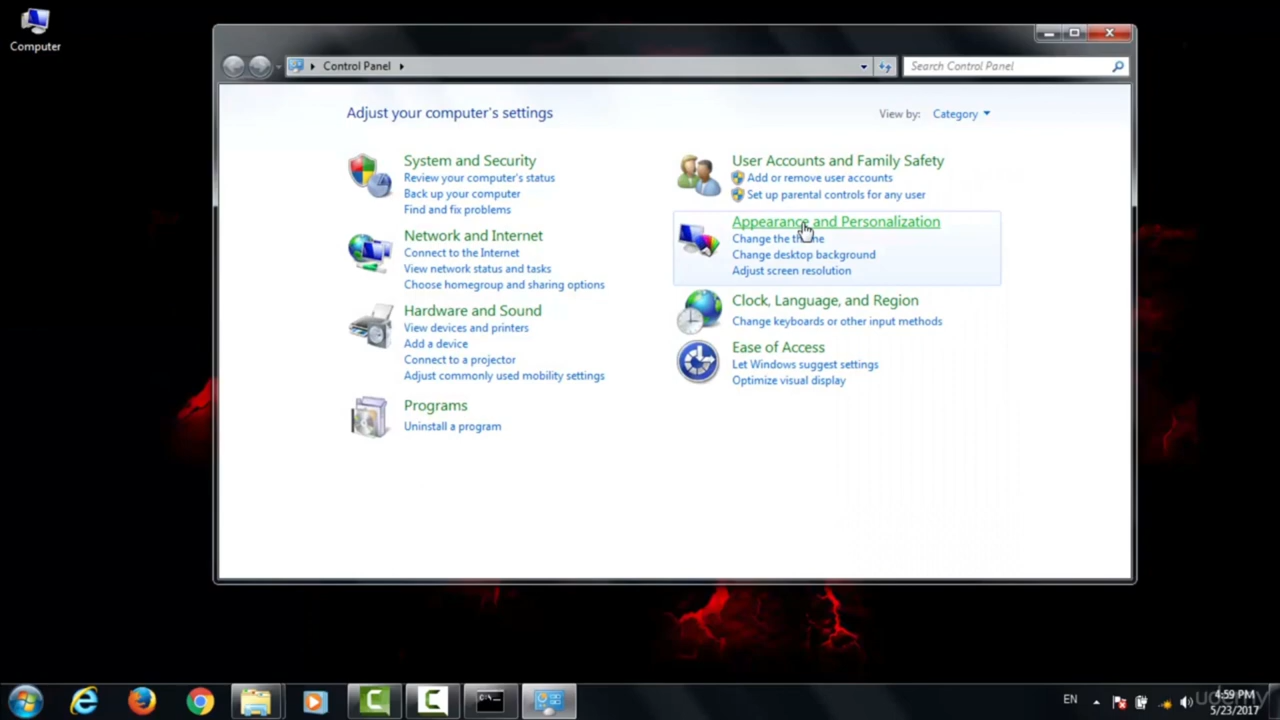 Computer
Control Panel
Search Control Panel
Adjust your computer's settings
View by: Category
System and Security
Review your computer's status
Back up your computer
Find and fix problems
Network and Internet
Connect to the Internet
View network status and tasks
Choose homegroup and sharing options
Hardware and Sound
View devices and printers
Add a device
Connect to a projector
Adjust commonly used mobility settings
Programs
Uninstall a program
User Accounts and Family Safety
Add or remove user accounts
Set up parental controls for any user
Appearance and Personalization
Change the theme
Change desktop background
Adjust screen resolution
Clock, Language, and Region
Change keyboards or other input methods
Ease of Access
Let Windows suggest settings
Optimize visual display
EN
4:59 PM
5/23/2017
udemy